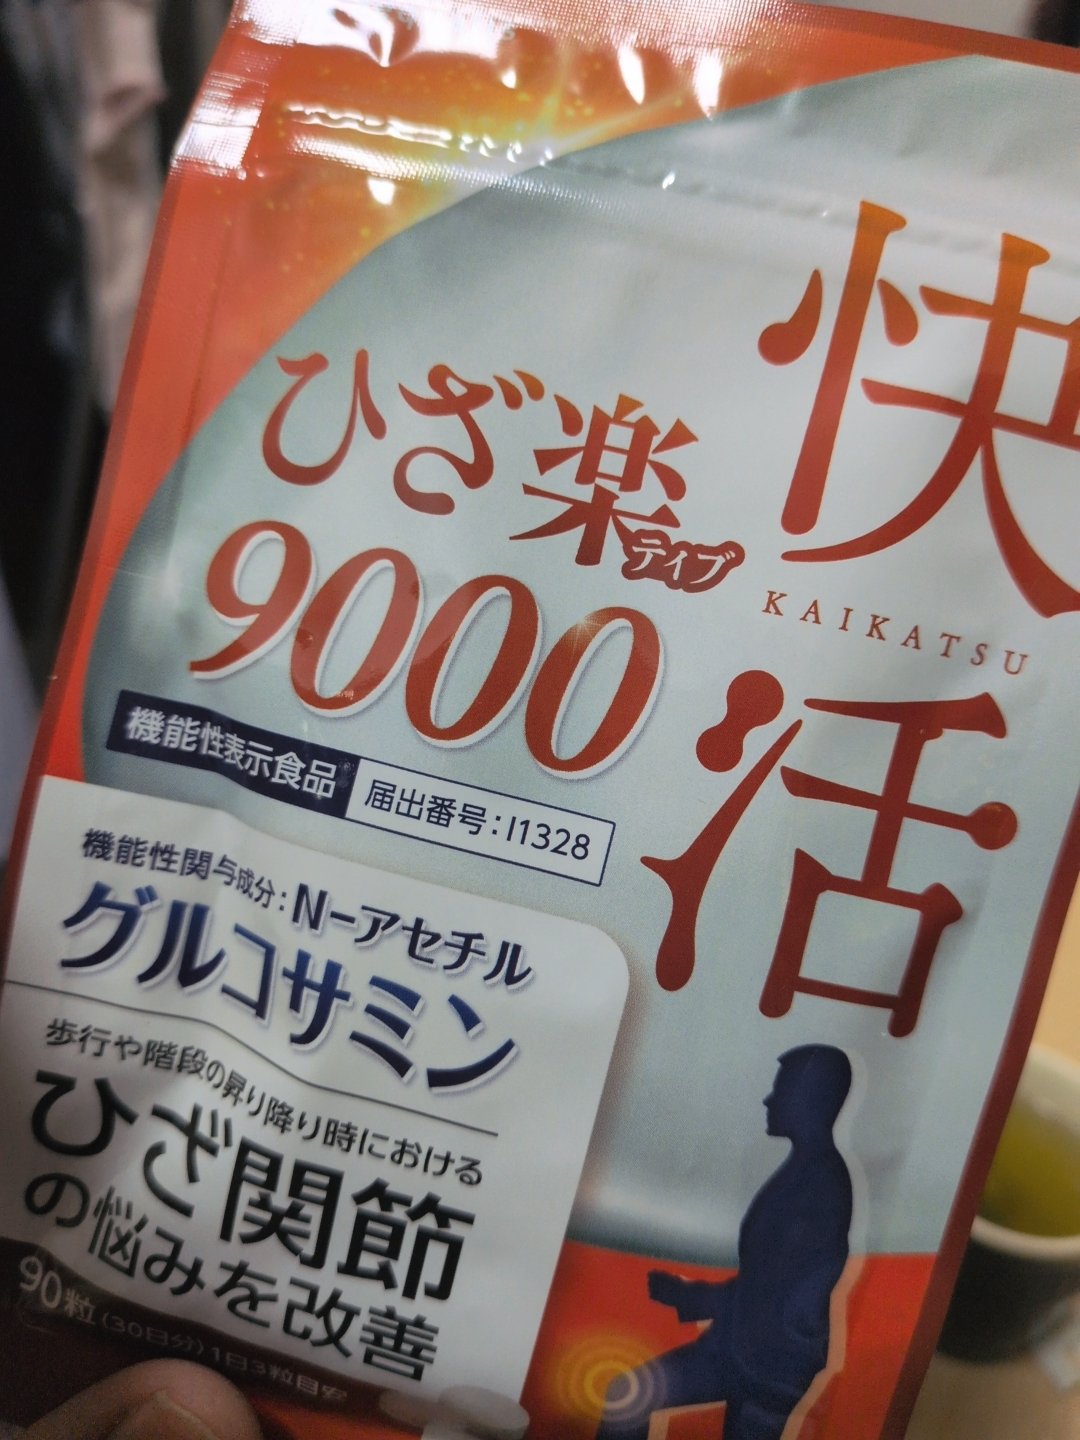 快活
KAIKATSU
ひざ楽ティブ
9000
機能性表示食品 届出番号:I1328
機能性関与成分:N-アセチル
グルコサミン
歩行や階段の昇り降り時における
ひざ関節
の悩みを改善
90粒(30日分)1日3粒目安